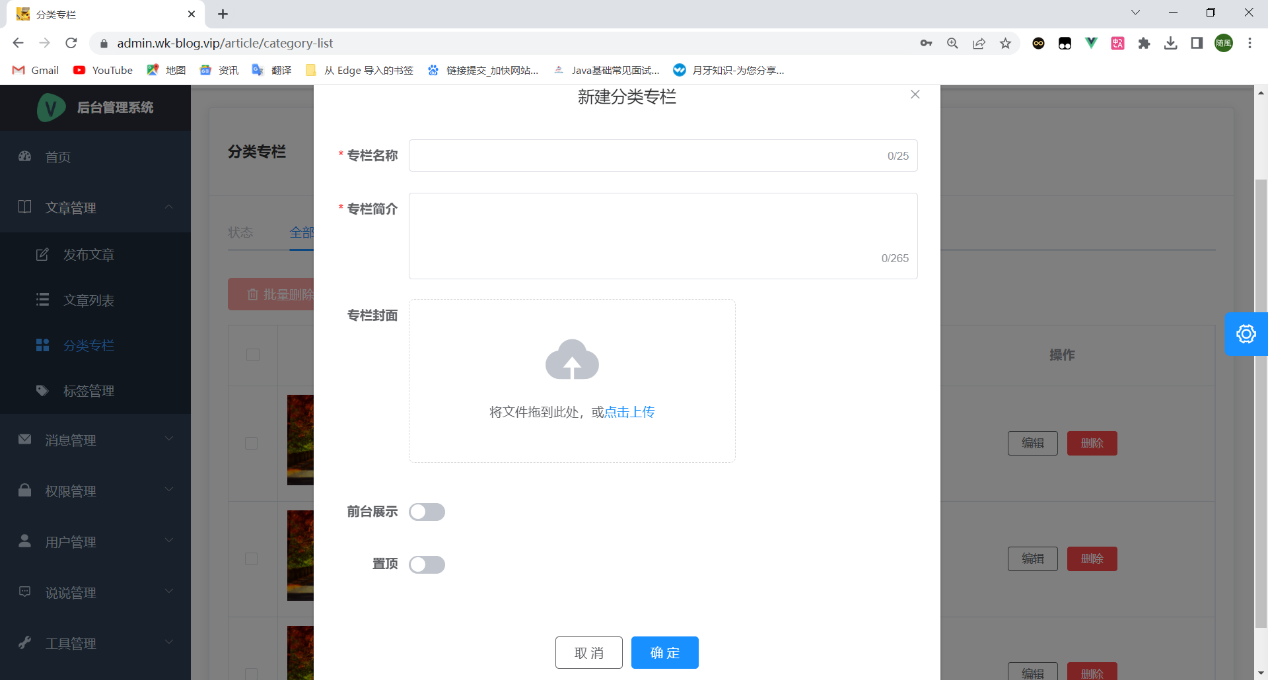 分类专栏
admin.wk-blog.vip/article/category-list
随風
Gmail
YouTube
地图
资讯
翻译
从 Edge 导入的书签
链接提交_加快网站...
Java基础常见面试...
月牙知识-为您分享...
V 后台管理系统
首页
文章管理
发布文章
文章列表
分类专栏
标签管理
消息管理
权限管理
用户管理
说说管理
工具管理
分类专栏
状态
全部
批量删除
新建分类专栏
* 专栏名称
0/25
* 专栏简介
0/265
专栏封面
将文件拖到此处，或点击上传
前台展示
置顶
取 消
确 定
操作
编辑 删除
编辑 删除
编辑 删除